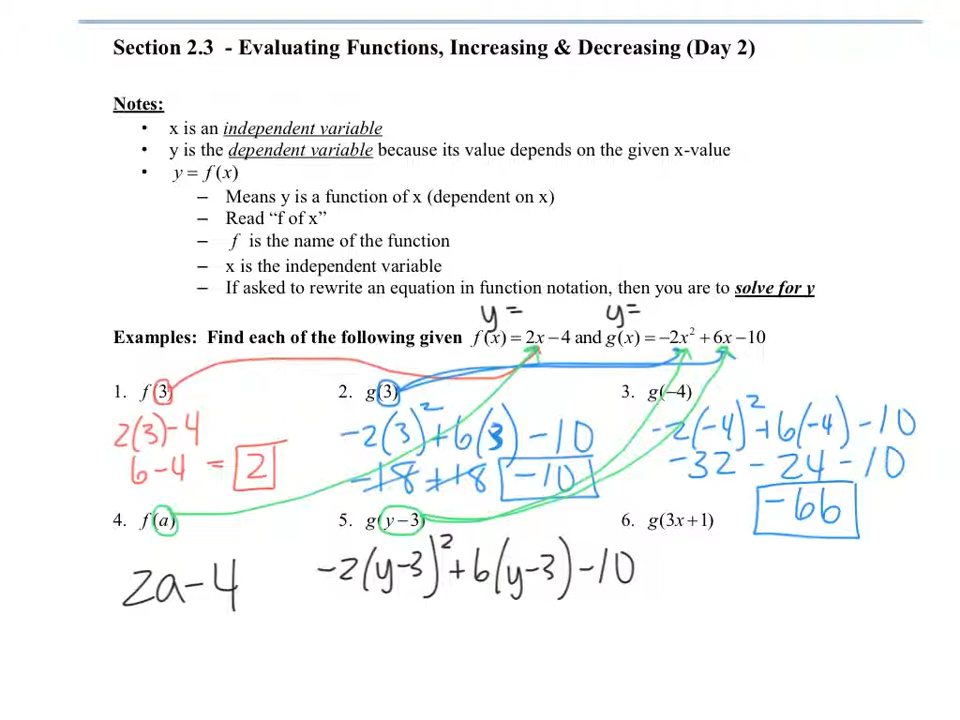 Section 2.3 - Evaluating Functions, Increasing & Decreasing (Day 2)
Notes:
• x is an independent variable
• y is the dependent variable because its value depends on the given x-value
• y = f(x)
– Means y is a function of x (dependent on x)
– Read “f of x”
– f is the name of the function
– x is the independent variable
– If asked to rewrite an equation in function notation, then you are to solve for y
y= y=
Examples: Find each of the following given f(x) = 2x − 4 and g(x) = −2x² + 6x − 10
1. f(3) 2. g(3) 3. g(−4)
2(3)-4 -2(3)²+6(3)-10 -2(-4)²+6(-4)-10
6-4 = 2 -18+18 -10 -32-24-10
-66
4. f(a) 5. g(y−3) 6. g(3x+1)
2a-4 -2(y-3)²+6(y-3)-10